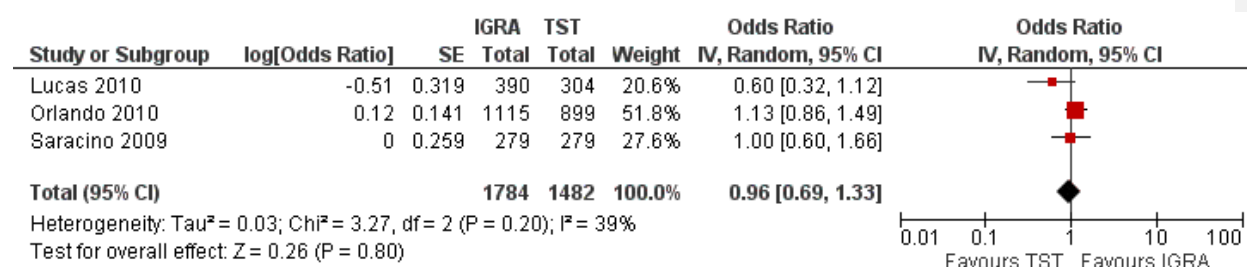 IGRA TST Odds Ratio Odds Ratio
Study or Subgroup log[Odds Ratio] SE Total Total Weight IV, Random, 95% CI IV, Random, 95% CI
Lucas 2010 -0.51 0.319 390 304 20.6% 0.60 [0.32, 1.12]
Orlando 2010 0.12 0.141 1115 899 51.8% 1.13 [0.86, 1.49]
Saracino 2009 0 0.259 279 279 27.6% 1.00 [0.60, 1.66]
Total (95% CI) 1784 1482 100.0% 0.96 [0.69, 1.33]
Heterogeneity: Tau² = 0.03; Chi² = 3.27, df = 2 (P = 0.20); I² = 39%
Test for overall effect: Z = 0.26 (P = 0.80)
0.01 0.1 1 10 100
Favours TST Favours IGRA